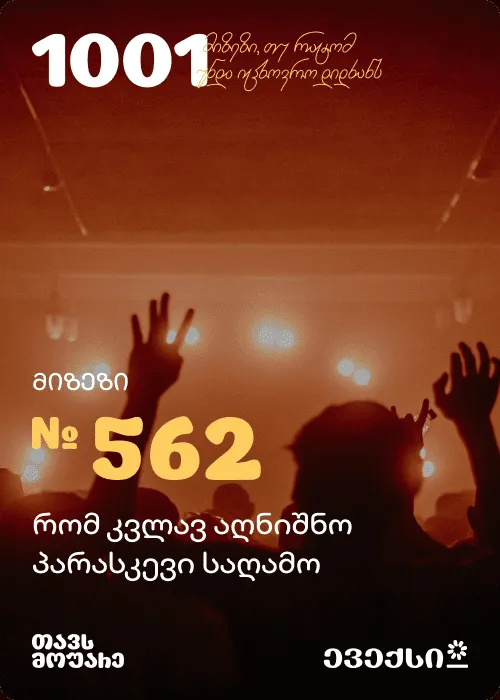 1001 მიზეზი, თუ რატომ
უნდა იცხოვრო დიდხანს
მიზეზი
№ 562
რომ კვლავ აღნიშნო
პარასკევი საღამო
თავს
მოუარე
ევექსი